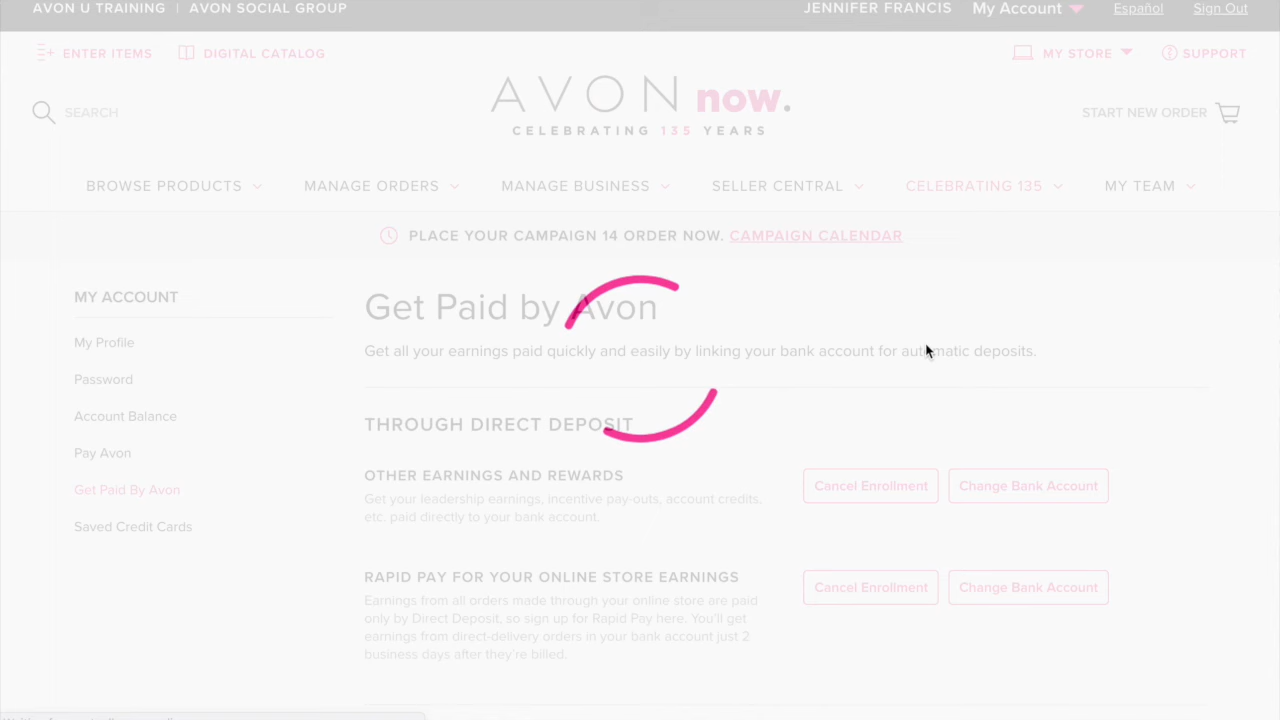 AVON U TRAINING | AVON SOCIAL GROUP
JENNIFER FRANCIS My Account Español Sign Out
ENTER ITEMS DIGITAL CATALOG
MY STORE SUPPORT
SEARCH
AVON now.
CELEBRATING 135 YEARS
START NEW ORDER
BROWSE PRODUCTS MANAGE ORDERS MANAGE BUSINESS SELLER CENTRAL CELEBRATING 135 MY TEAM
PLACE YOUR CAMPAIGN 14 ORDER NOW. CAMPAIGN CALENDAR
MY ACCOUNT
My Profile
Password
Account Balance
Pay Avon
Get Paid By Avon
Saved Credit Cards
Get Paid by Avon
Get all your earnings paid quickly and easily by linking your bank account for automatic deposits.
THROUGH DIRECT DEPOSIT
OTHER EARNINGS AND REWARDS
Get your leadership earnings, incentive pay-outs, account credits,
etc. paid directly to your bank account.
Cancel Enrollment Change Bank Account
RAPID PAY FOR YOUR ONLINE STORE EARNINGS
Earnings from all orders made through your online store are paid
only by Direct Deposit, so sign up for Rapid Pay here. You'll get
earnings from direct-delivery orders in your bank account just 2
business days after they're billed.
Cancel Enrollment Change Bank Account